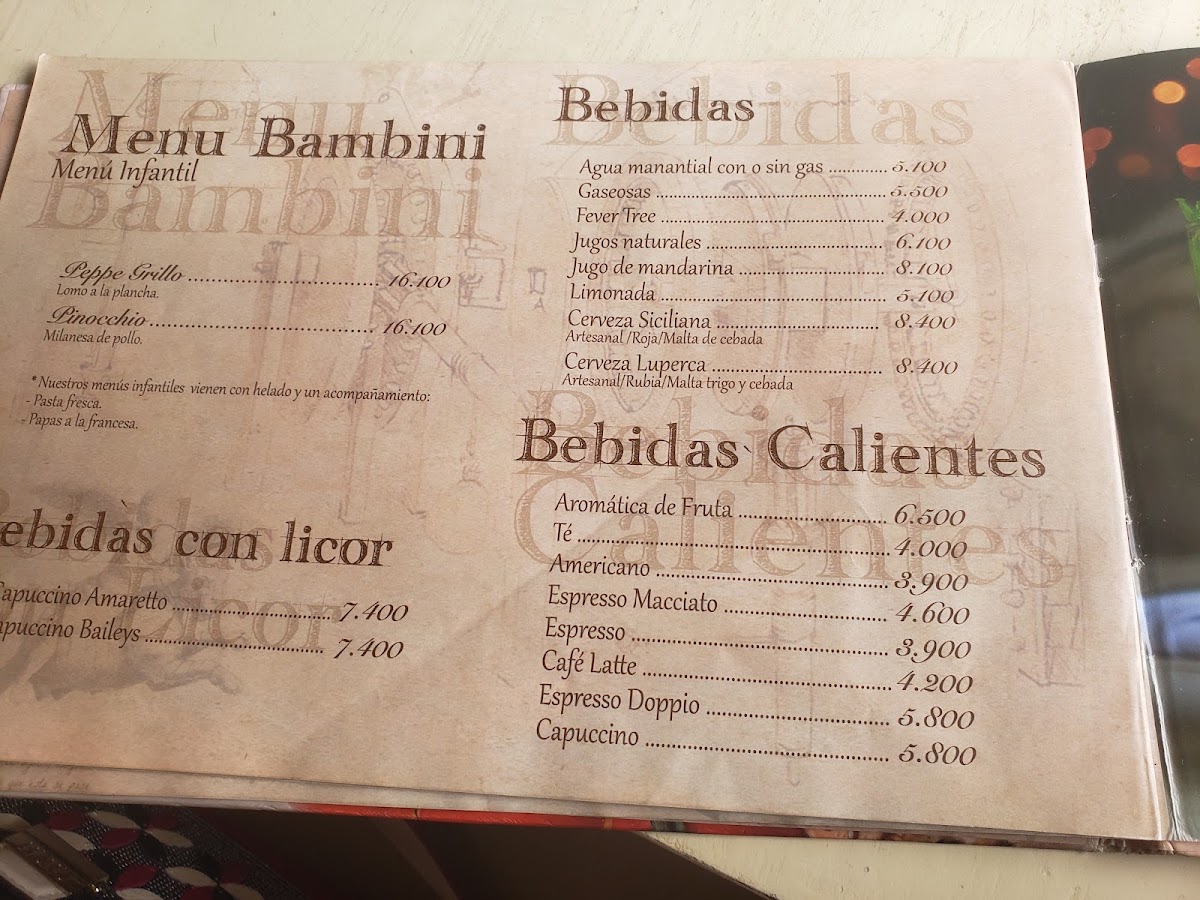 Menu Bambini
Menú Infantil
Peppe Grillo 16.100
Lomo a la plancha.
Pinocchio 16.100
Milanesa de pollo.
* Nuestros menús infantiles vienen con helado y un acompañamiento:
- Pasta fresca.
- Papas a la francesa.
ebidas con licor
Capuccino Amaretto 7.400
apuccino Baileys 7.400
Bebidas
Agua manantial con o sin gas 5.100
Gaseosas 5.500
Fever Tree 4.000
Jugos naturales 6.100
Jugo de mandarina 8.100
Limonada 5.100
Cerveza Siciliana 8.400
Artesanal /Roja/Malta de cebada
Cerveza Luperca 8.400
Artesanal/Rubia/Malta trigo y cebada
Bebidas Calientes
Aromática de Fruta 6.500
Té 4.000
Americano 3.900
Espresso Macciato 4.600
Espresso 3.900
Café Latte 4.200
Espresso Doppio 5.800
Capuccino 5.800